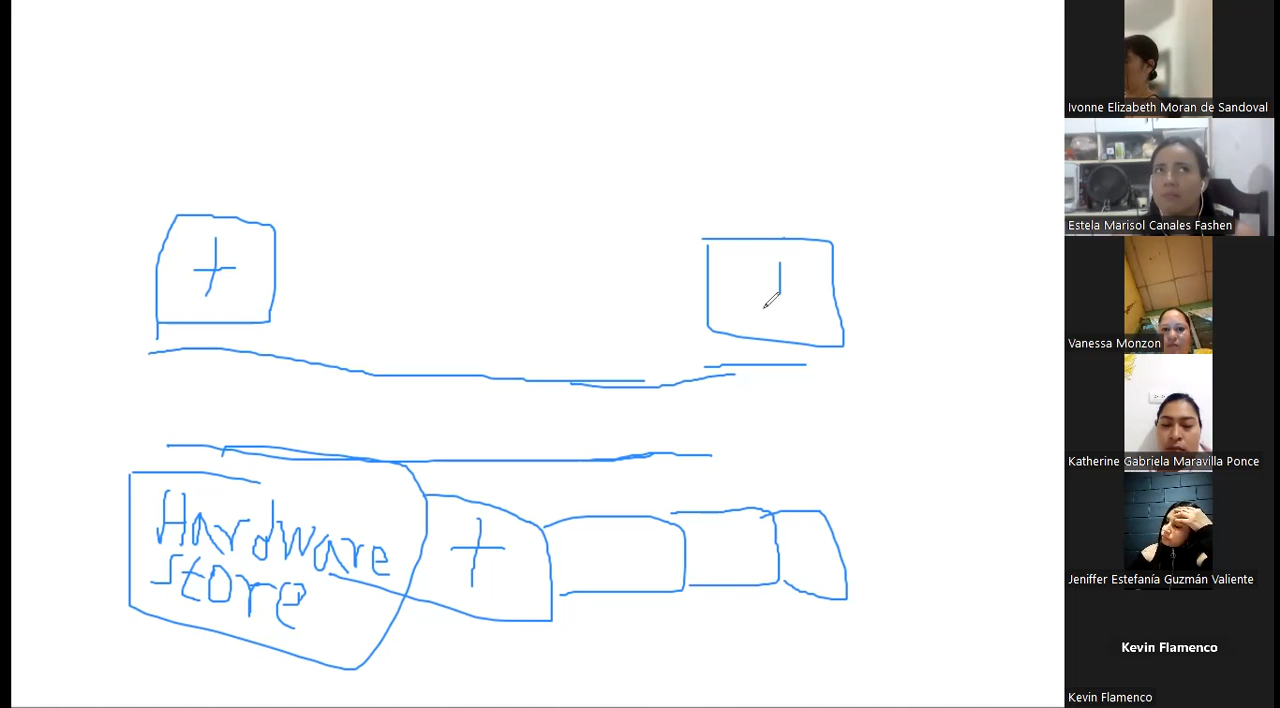 Hardware
store
Ivonne Elizabeth Moran de Sandoval
Estela Marisol Canales Fashen
Vanessa Monzon
Katherine Gabriela Maravilla Ponce
Jeniffer Estefanía Guzmán Valiente
Kevin Flamenco
Kevin Flamenco